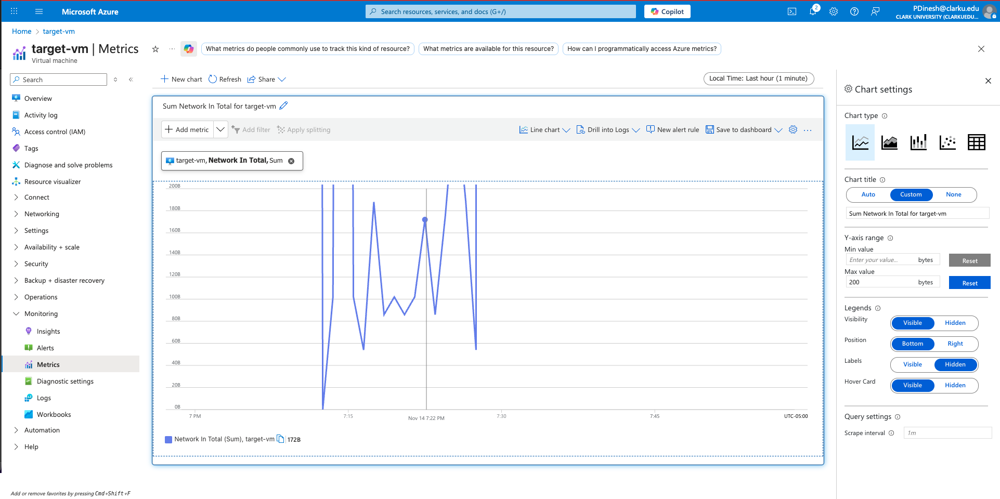 Microsoft Azure
Search resources, services, and docs (G+/)
Copilot
2
PDinesh@clarku.edu
CLARK UNIVERSITY (CLARKUEDU...
Home > target-vm
target-vm | Metrics
Virtual machine
What metrics do people commonly use to track this kind of resource?
What metrics are available for this resource?
How can I programmatically access Azure metrics?
Search
Overview
Activity log
Access control (IAM)
Tags
Diagnose and solve problems
Resource visualizer
Connect
Networking
Settings
Availability + scale
Security
Backup + disaster recovery
Operations
Monitoring
Insights
Alerts
Metrics
Diagnostic settings
Logs
Workbooks
Automation
Help
Add or remove favorites by pressing Cmd+Shift+F
New chart
Refresh
Share
Local Time: Last hour (1 minute)
Sum Network In Total for target-vm
Add metric
Add filter
Apply splitting
Line chart
Drill into Logs
New alert rule
Save to dashboard
target-vm, Network In Total, Sum
200B
180B
160B
140B
120B
100B
80B
60B
40B
20B
0B
7 PM
7:15
Nov 14 7:22 PM
7:30
7:45
UTC-05:00
Network In Total (Sum), target-vm
172B
Chart settings
Chart type
Chart title
Auto
Custom
None
Sum Network In Total for target-vm
Y-axis range
Min value
Enter your value...
bytes
Reset
Max value
200
bytes
Reset
Legends
Visibility
Visible
Hidden
Position
Bottom
Right
Labels
Visible
Hidden
Hover Card
Visible
Hidden
Query settings
Scrape interval
1m